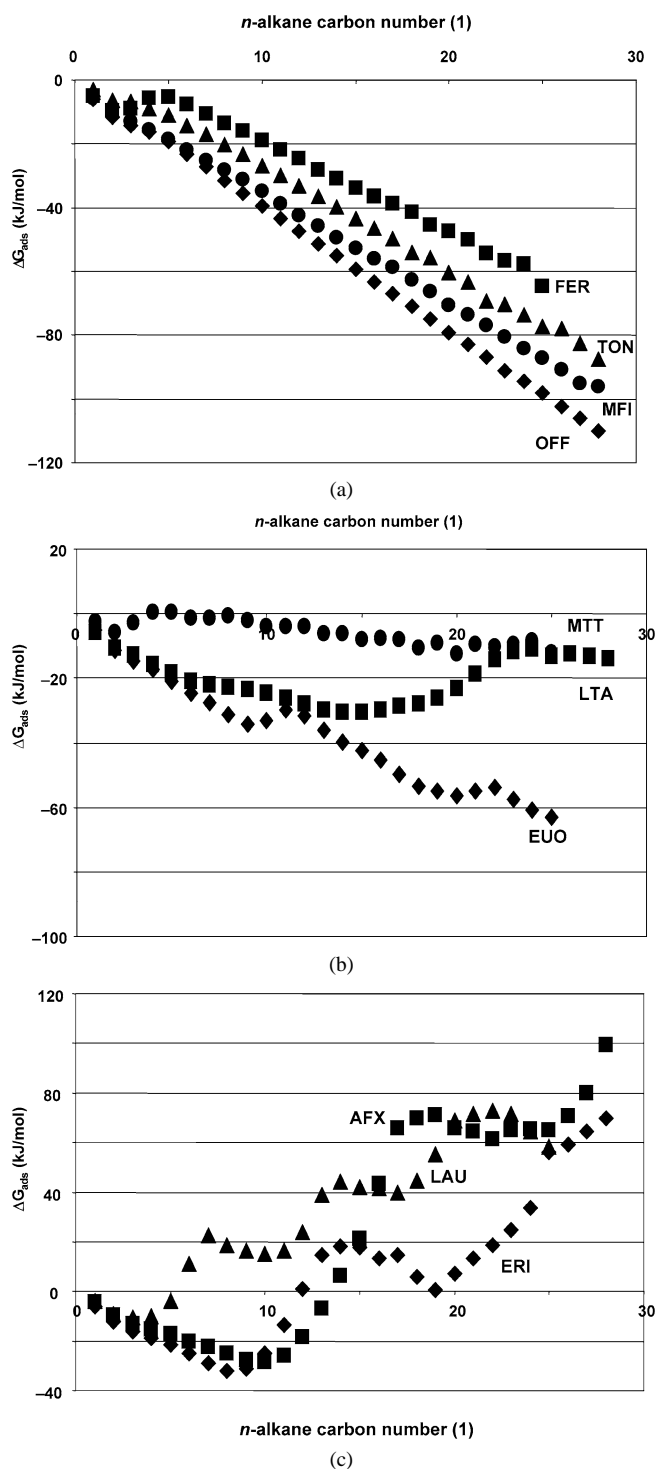 n-alkane carbon number (1)
0 10 20 30
0
–40
–80
–120
ΔGads (kJ/mol)
FER
TON
MFI
OFF
(a)
n-alkane carbon number (1)
20
–20
–60
–100
0 10 20 30
ΔGads (kJ/mol)
MTT
LTA
EUO
(b)
120
80
40
0
–40
ΔGads (kJ/mol)
AFX
LAU
ERI
0 10 20 30
n-alkane carbon number (1)
(c)